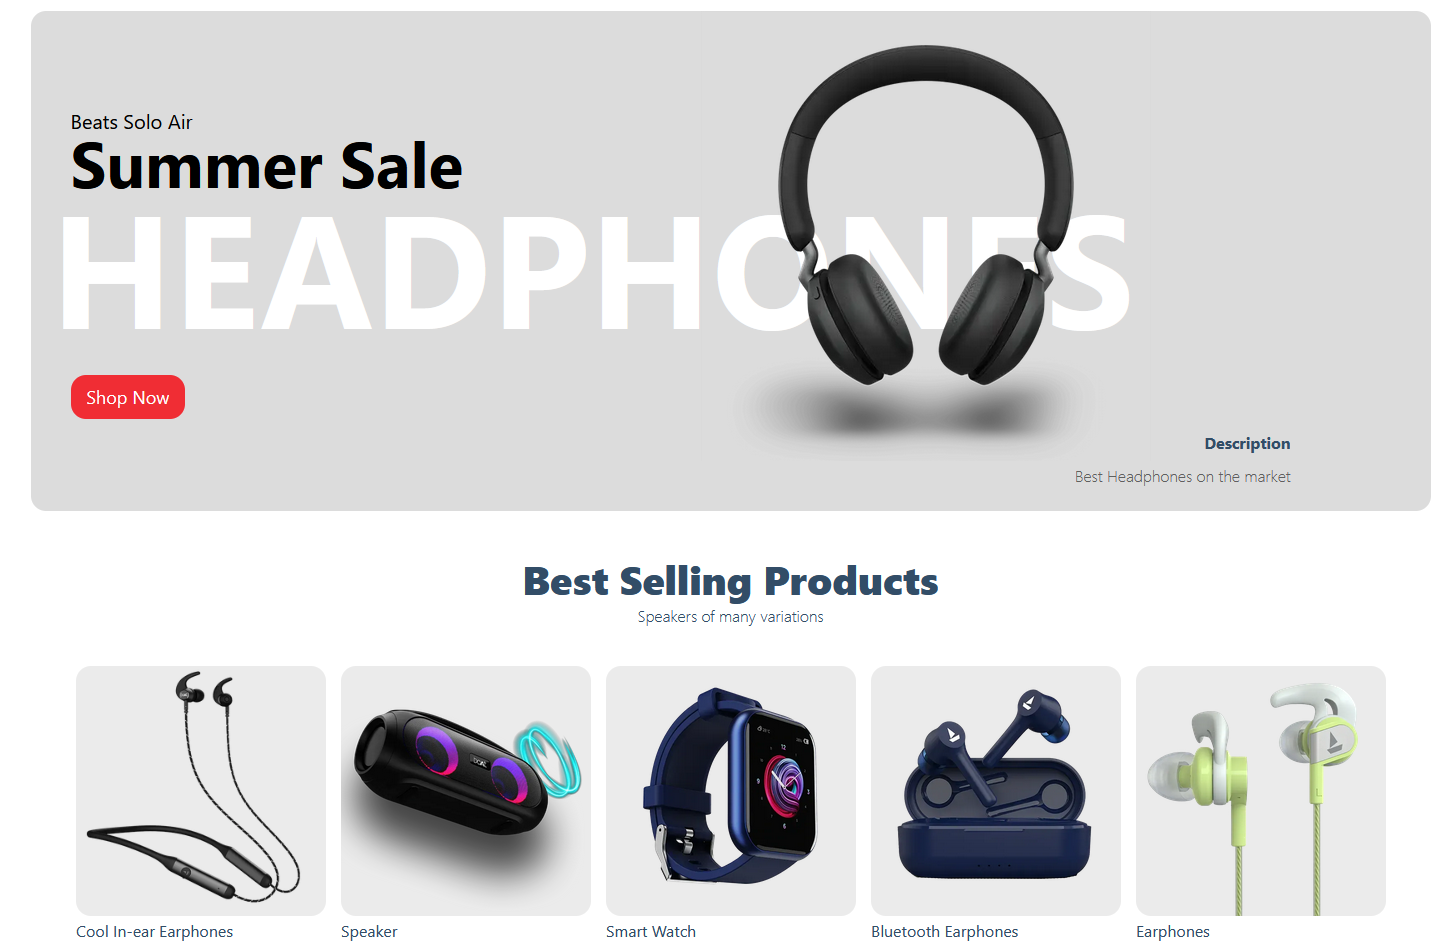 Beats Solo Air
Summer Sale
HEADPHONES
Shop Now
Description
Best Headphones on the market
Best Selling Products
Speakers of many variations
Cool In-ear Earphones
Speaker
Smart Watch
Bluetooth Earphones
Earphones